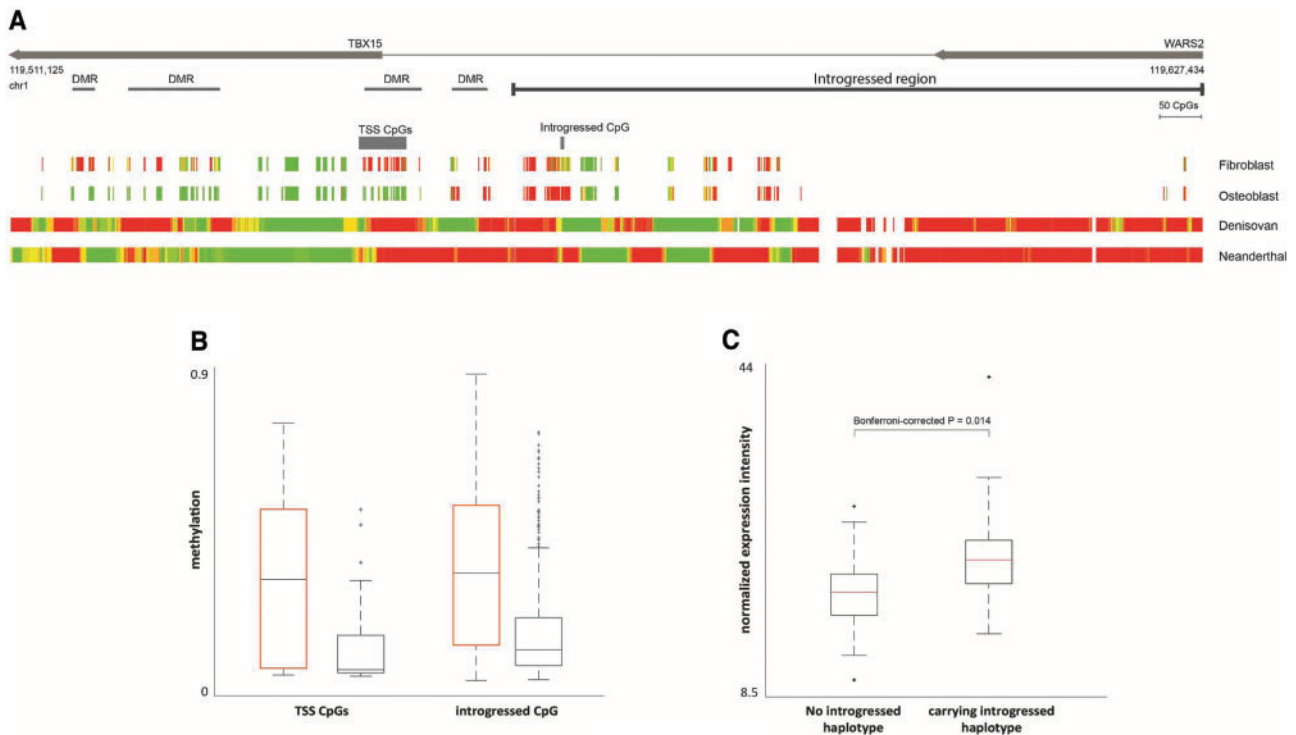 A
TBX15
WARS2
119,511,125
119,627,434
chr1
DMR
DMR
DMR
DMR
Introgressed region
50 CpGs
TSS CpGs
Introgressed CpG
Fibroblast
Osteoblast
Denisovan
Neanderthal
B
0.9
methylation
0
TSS CpGs
introgressed CpG
C
44
Bonferroni-corrected P = 0.014
normalized expression intensity
8.5
No introgressed
haplotype
carrying introgressed
haplotype